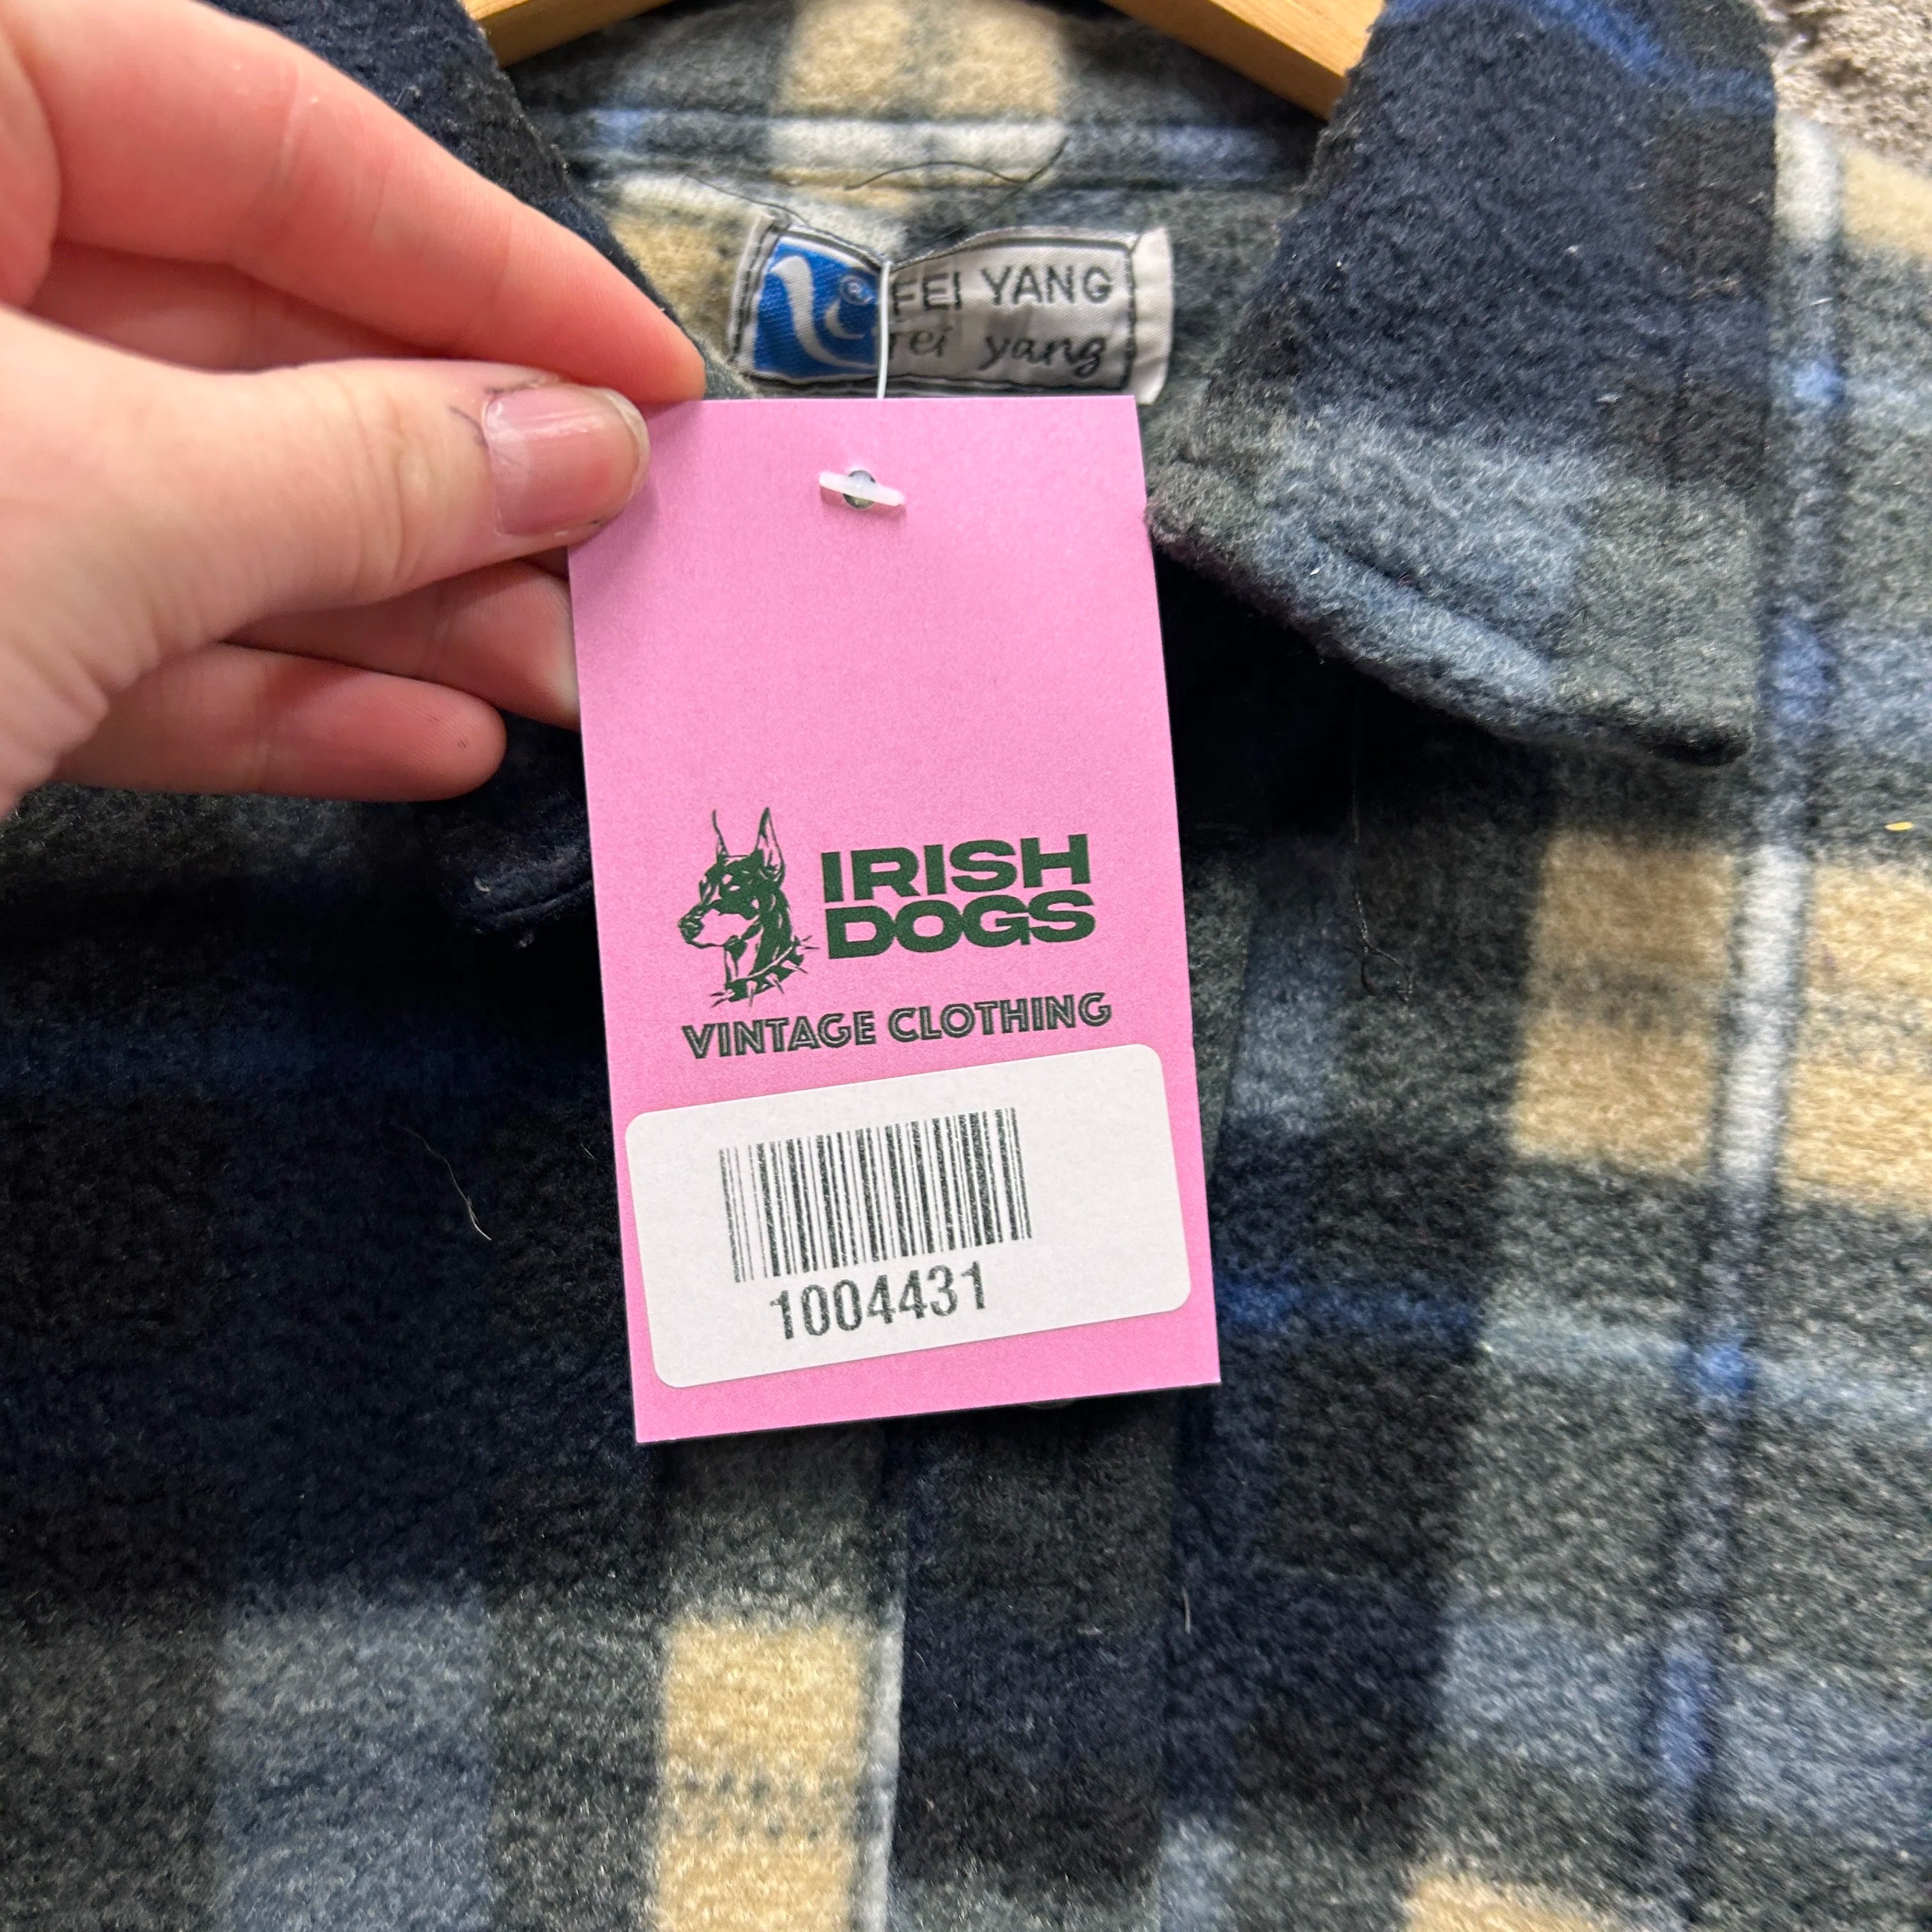 ®
FEI YANG
Fei yang
IRISH
DOGS
VINTAGE CLOTHING
1004431